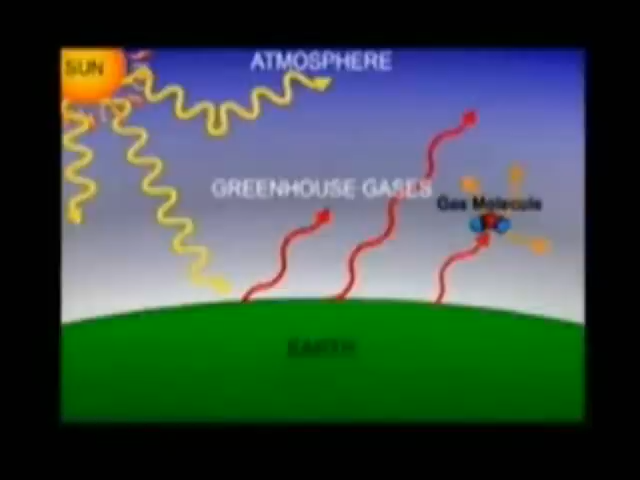 SUN
ATMOSPHERE
GREENHOUSE GASES
Gas Molecule
EARTH